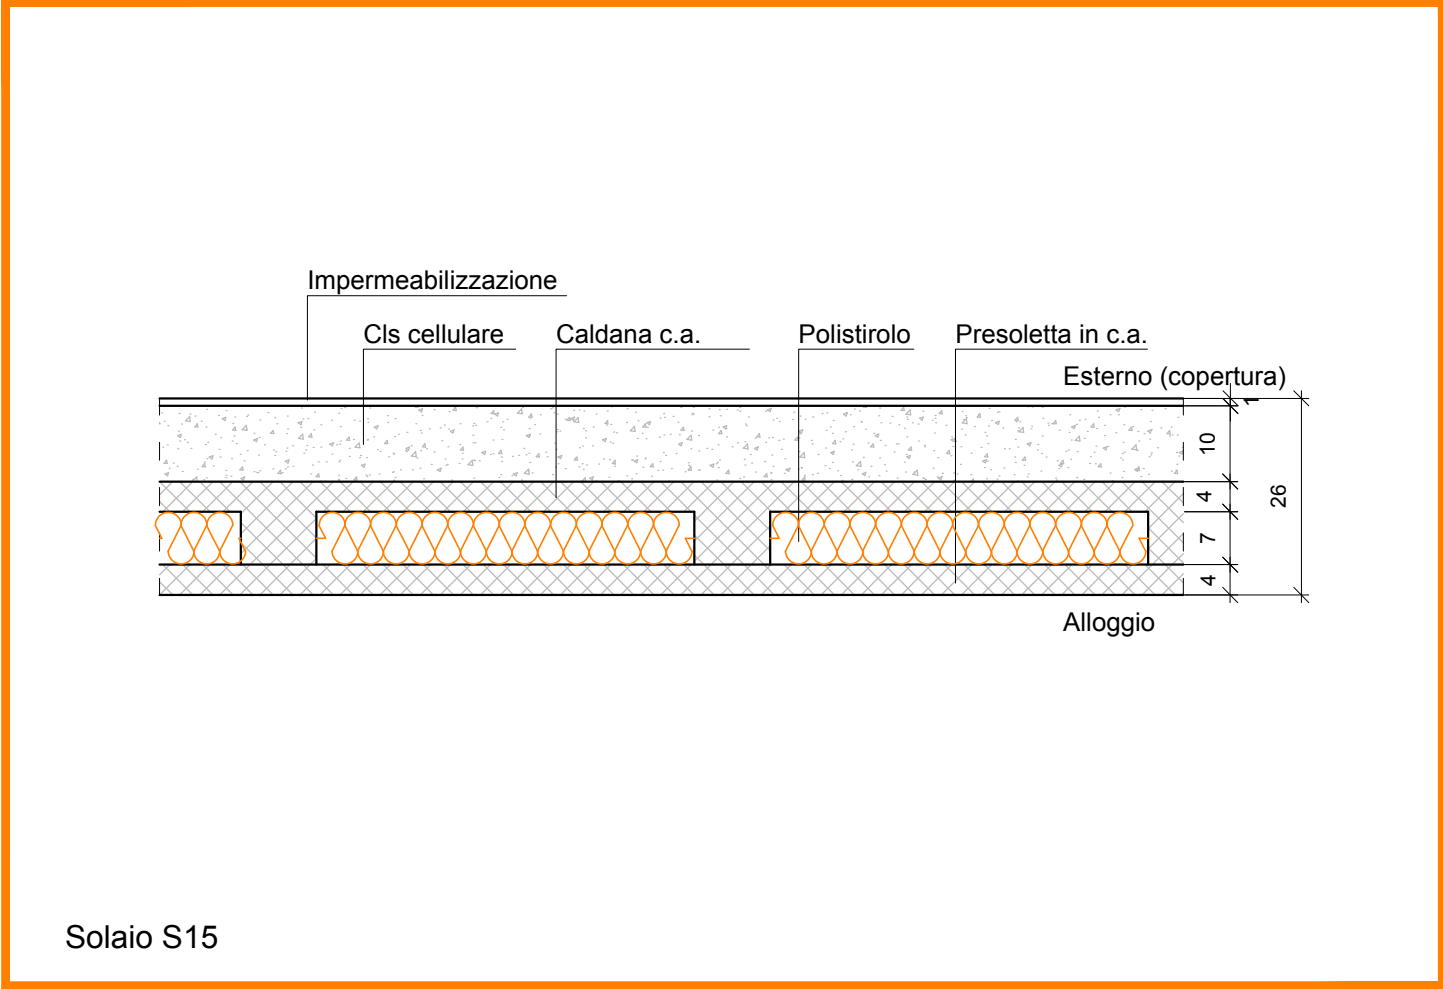 Impermeabilizzazione
Cls cellulare
Caldana c.a.
Polistirolo
Presoletta in c.a.
Esterno (copertura)
1
10
4
26
7
4
Alloggio
Solaio S15